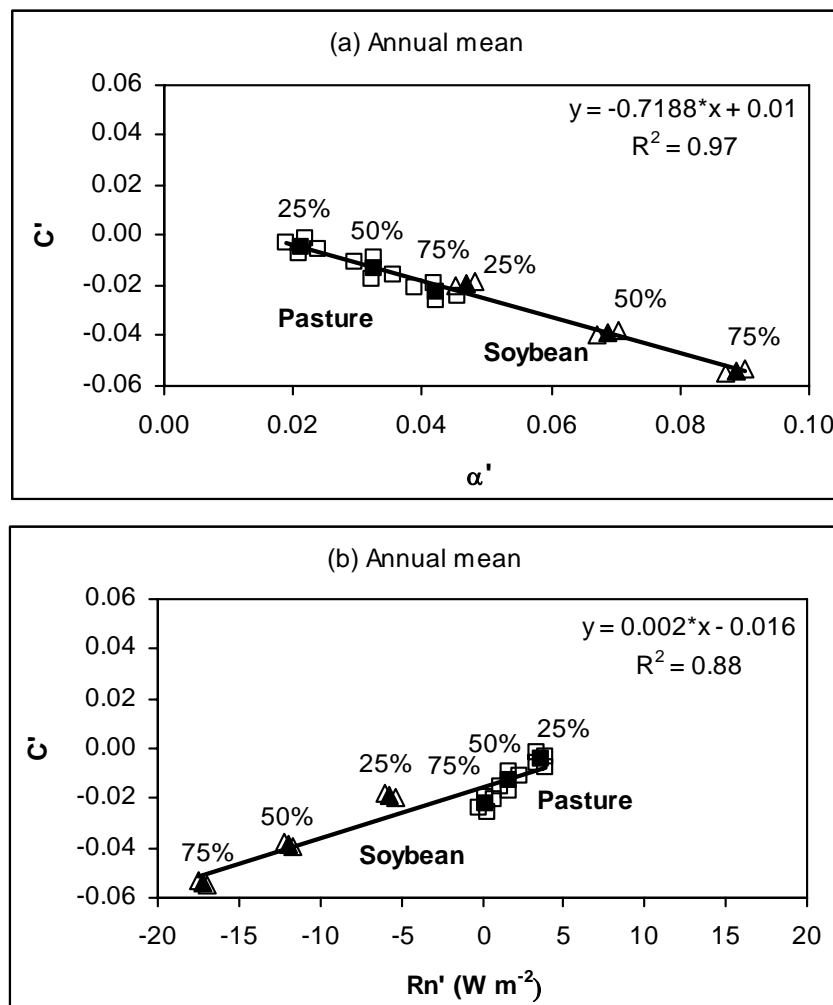 (a) Annual mean
0.06
y = -0.7188*x + 0.01
0.04
R² = 0.97
0.02
25%
50%
0.00
75%
25%
C'
-0.02
50%
Pasture
75%
-0.04
Soybean
-0.06
0.00 0.02 0.04 0.06 0.08 0.10
α'
(b) Annual mean
0.06
y = 0.002*x - 0.016
0.04
R² = 0.88
0.02
25%
50%
0.00
75%
25%
C'
-0.02
Pasture
50%
-0.04
Soybean
75%
-0.06
-20 -15 -10 -5 0 5 10 15 20
Rn' (W m⁻²)